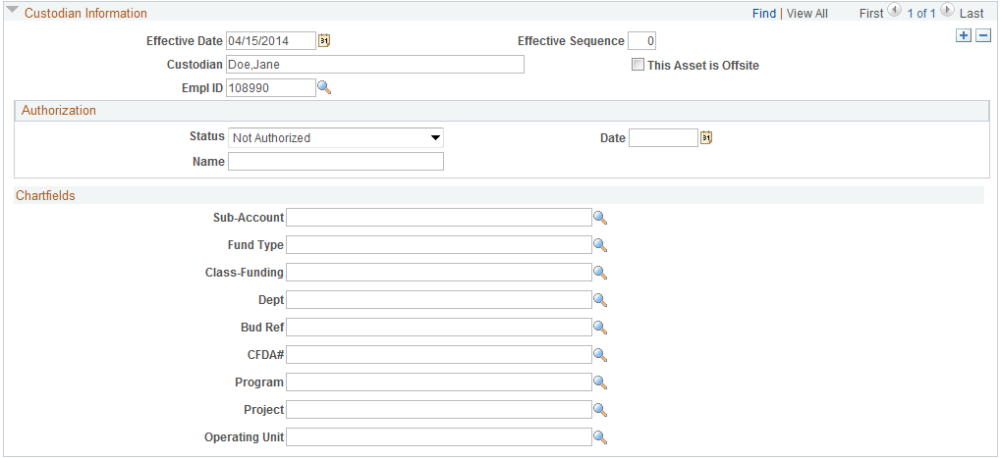 Custodian Information Find | View All First 1 of 1 Last
Effective Date 04/15/2014 31 Effective Sequence 0
Custodian Doe,Jane This Asset is Offsite
Empl ID 108990
Authorization
Status Not Authorized Date 31
Name
Chartfields
Sub-Account
Fund Type
Class-Funding
Dept
Bud Ref
CFDA#
Program
Project
Operating Unit